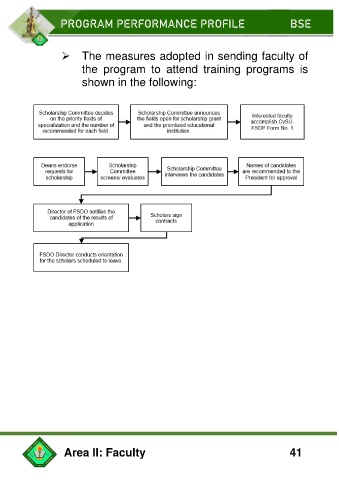 PROGRAM PERFORMANCE PROFILE BSE
➢ The measures adopted in sending faculty of
the program to attend training programs is
shown in the following:
Scholarship Committee decides
on the priority fields of
specialization and the number of
recommended for each field
Scholarship Committee announces
the fields open for scholarship grant
and the prioritized educational
institution.
Interested faculty
accomplish CvSU-
FSDP Form No. 1
Deans endorse
requests for
scholarship
Scholarship
Committee
screens/ evaluates
Scholarship Committee
interviews the candidates
Names of candidates
are recommended to the
President for approval
Director of FSDO notifies the
candidates of the results of
application
Scholars sign
contracts
FSDO Director conducts orientation
for the scholars scheduled to leave.
Area II: Faculty 41